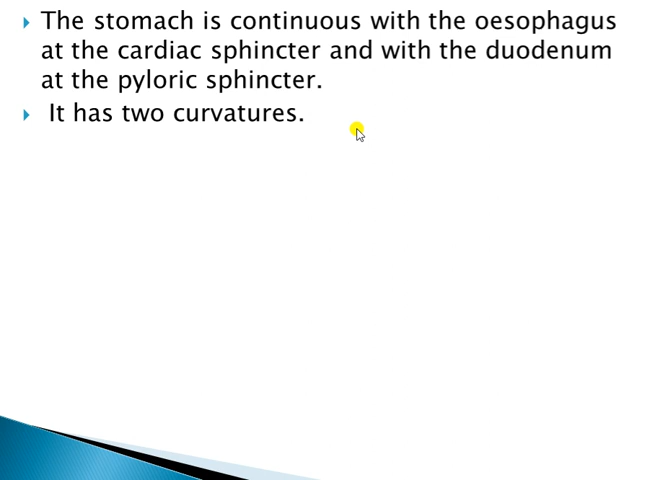 The stomach is continuous with the oesophagus
at the cardiac sphincter and with the duodenum
at the pyloric sphincter.
It has two curvatures.